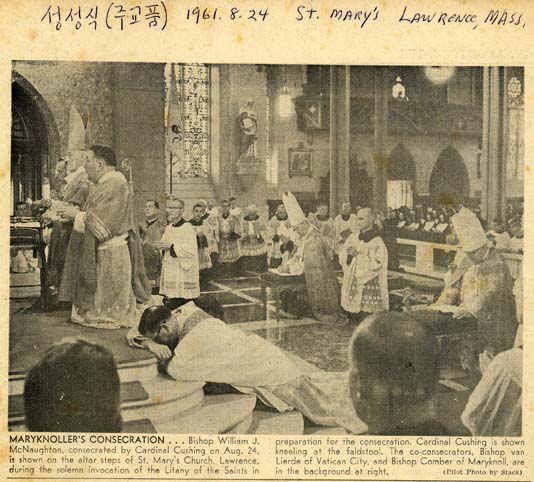 성성식(주교품) 1961.8.24 St. Mary's Lawrence, Mass.
MARYKNOLLER'S CONSECRATION . . . Bishop William J.
McNaughton, consecrated by Cardinal Cushing on Aug. 24,
is shown on the altar steps of St. Mary's Church, Lawrence,
during the solemn invocation of the Litany of the Saints in
preparation for the consecration. Cardinal Cushing is shown
kneeling at the faldstool. The co-consecrators, Bishop van
Lierde of Vatican City, and Bishop Comber of Maryknoll, are
in the background at right. (Pilot Photo by Stack)